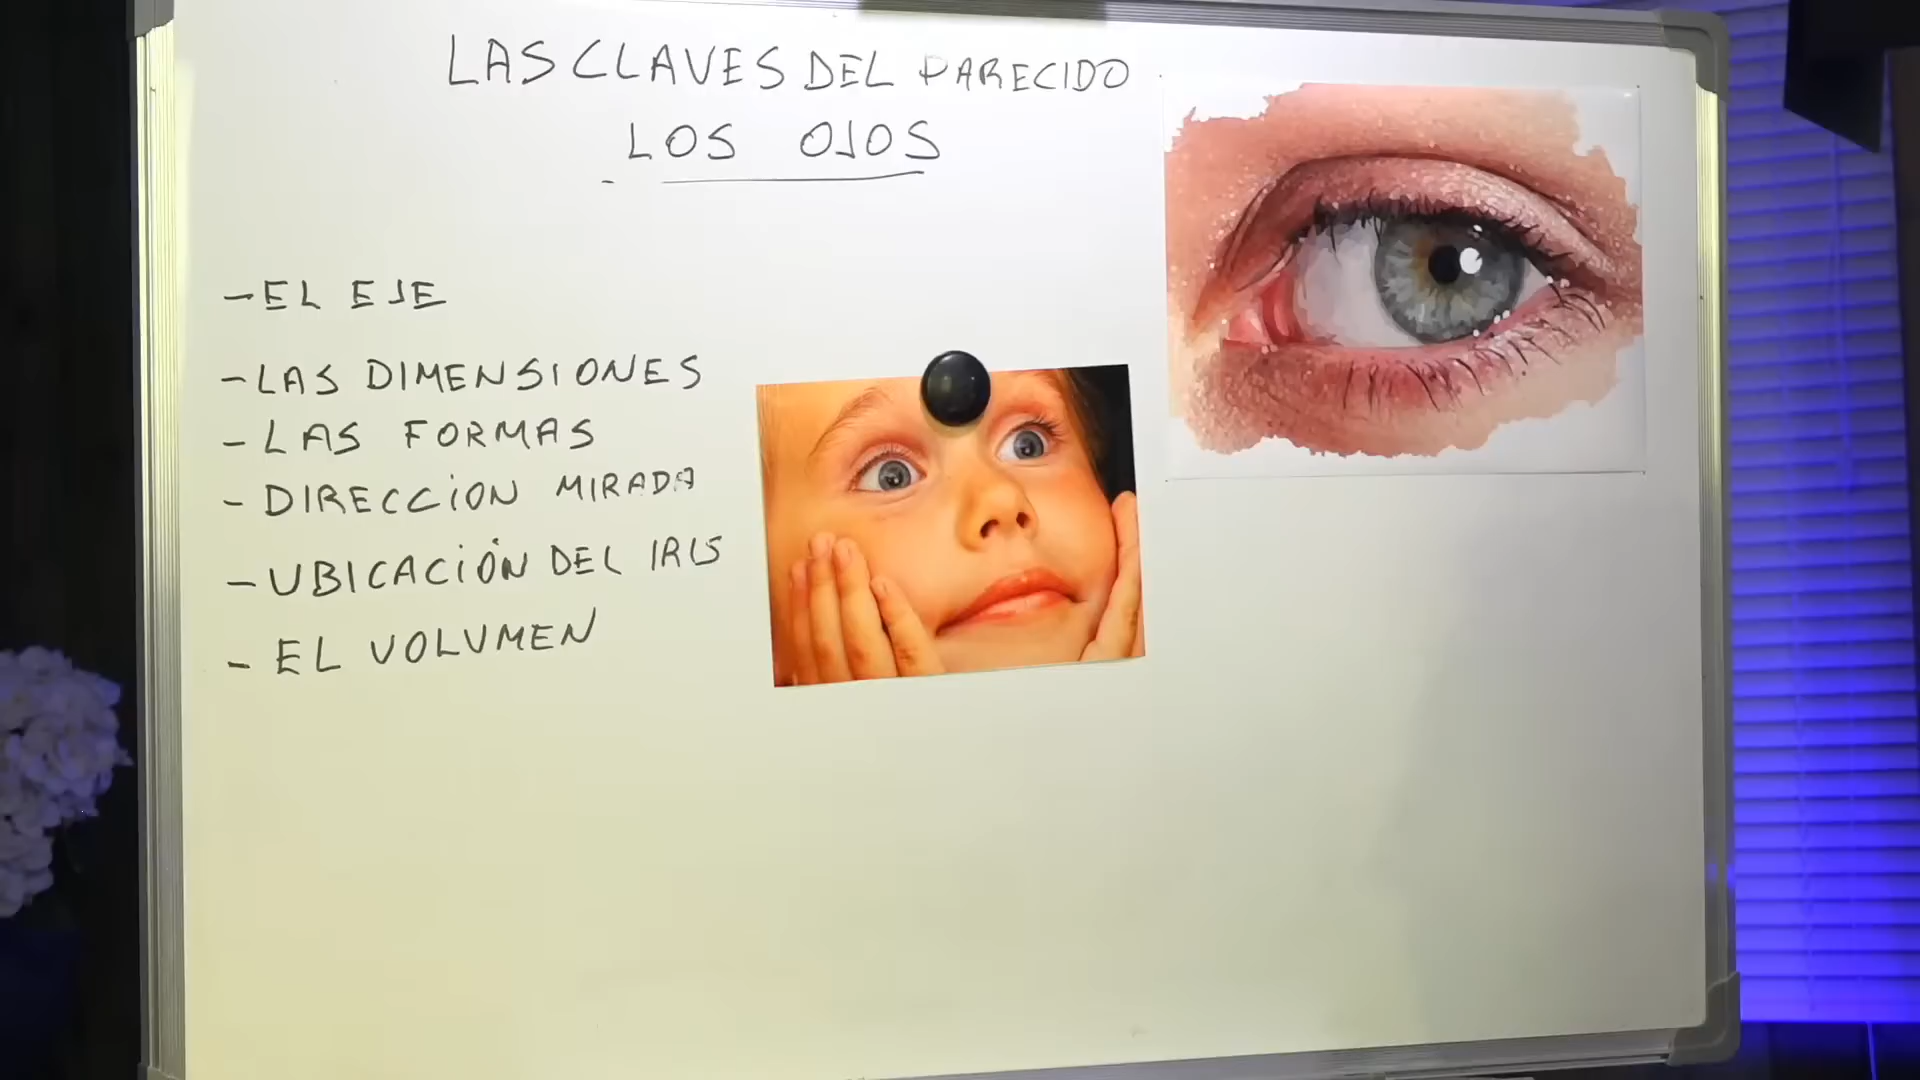 LAS CLAVES DEL PARECIDO
LOS OJOS
- EL EJE
- LAS DIMENSIONES
- LAS FORMAS
- DIRECCION MIRADA
- UBICACIÓN DEL IRIS
- EL VOLUMEN